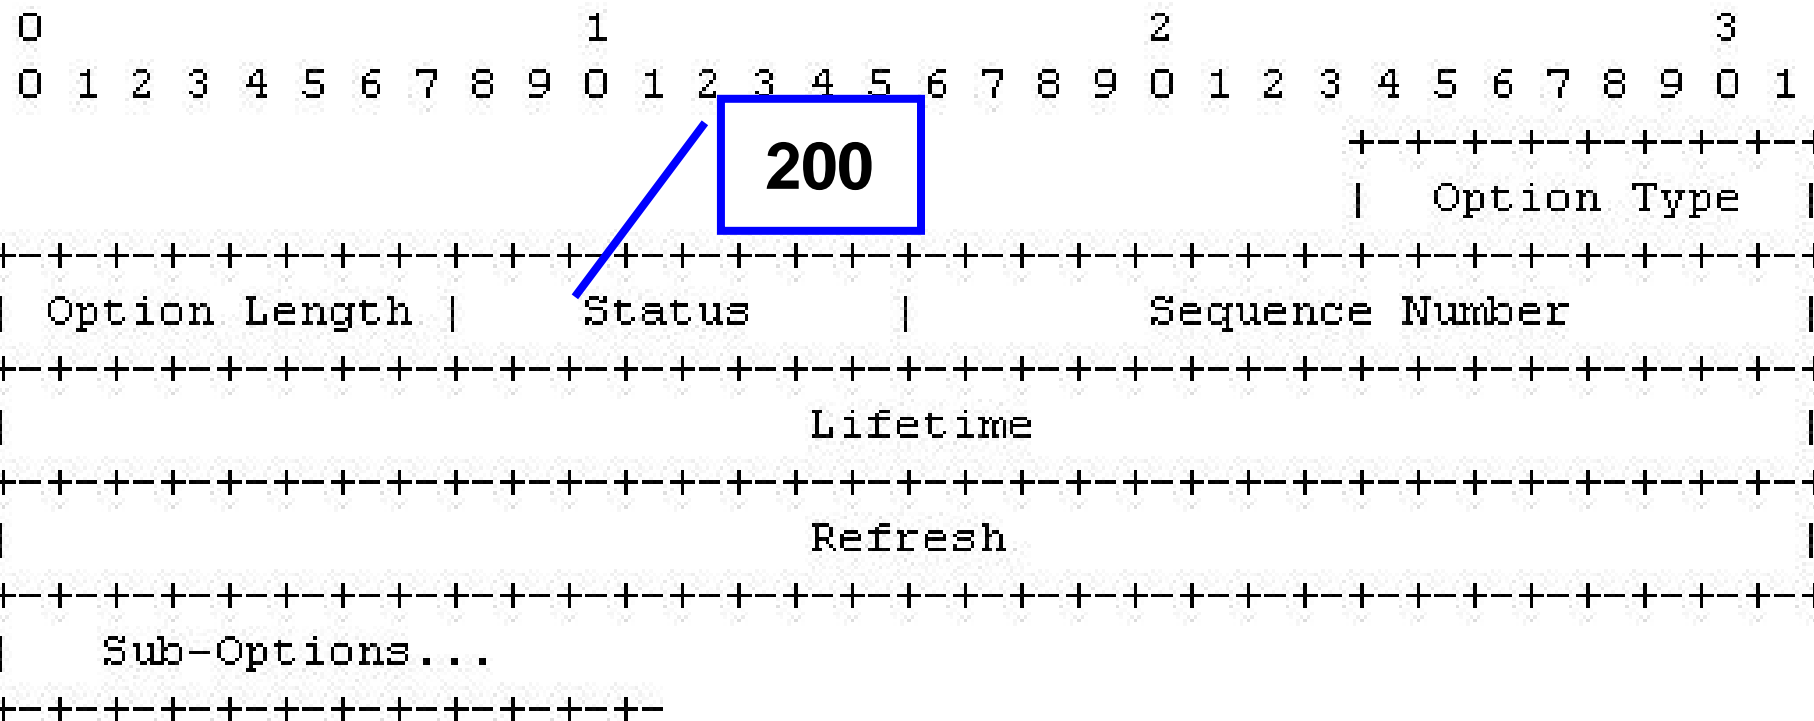 0                   1                   2                   3
0 1 2 3 4 5 6 7 8 9 0 1 2 3 4 5 6 7 8 9 0 1 2 3 4 5 6 7 8 9 0 1
200
+-+-+-+-+-+-+-+-+
| Option Type |
+-+-+-+-+-+-+-+-+-+-+-+-+-+-+-+-+-+-+-+-+-+-+-+-+-+-+-+-+-+-+-+-+
| Option Length | Status | Sequence Number |
+-+-+-+-+-+-+-+-+-+-+-+-+-+-+-+-+-+-+-+-+-+-+-+-+-+-+-+-+-+-+-+-+
| Lifetime |
+-+-+-+-+-+-+-+-+-+-+-+-+-+-+-+-+-+-+-+-+-+-+-+-+-+-+-+-+-+-+-+-+
| Refresh |
+-+-+-+-+-+-+-+-+-+-+-+-+-+-+-+-+-+-+-+-+-+-+-+-+-+-+-+-+-+-+-+-+
| Sub-Options...
+-+-+-+-+-+-+-+-+-+-+-+-